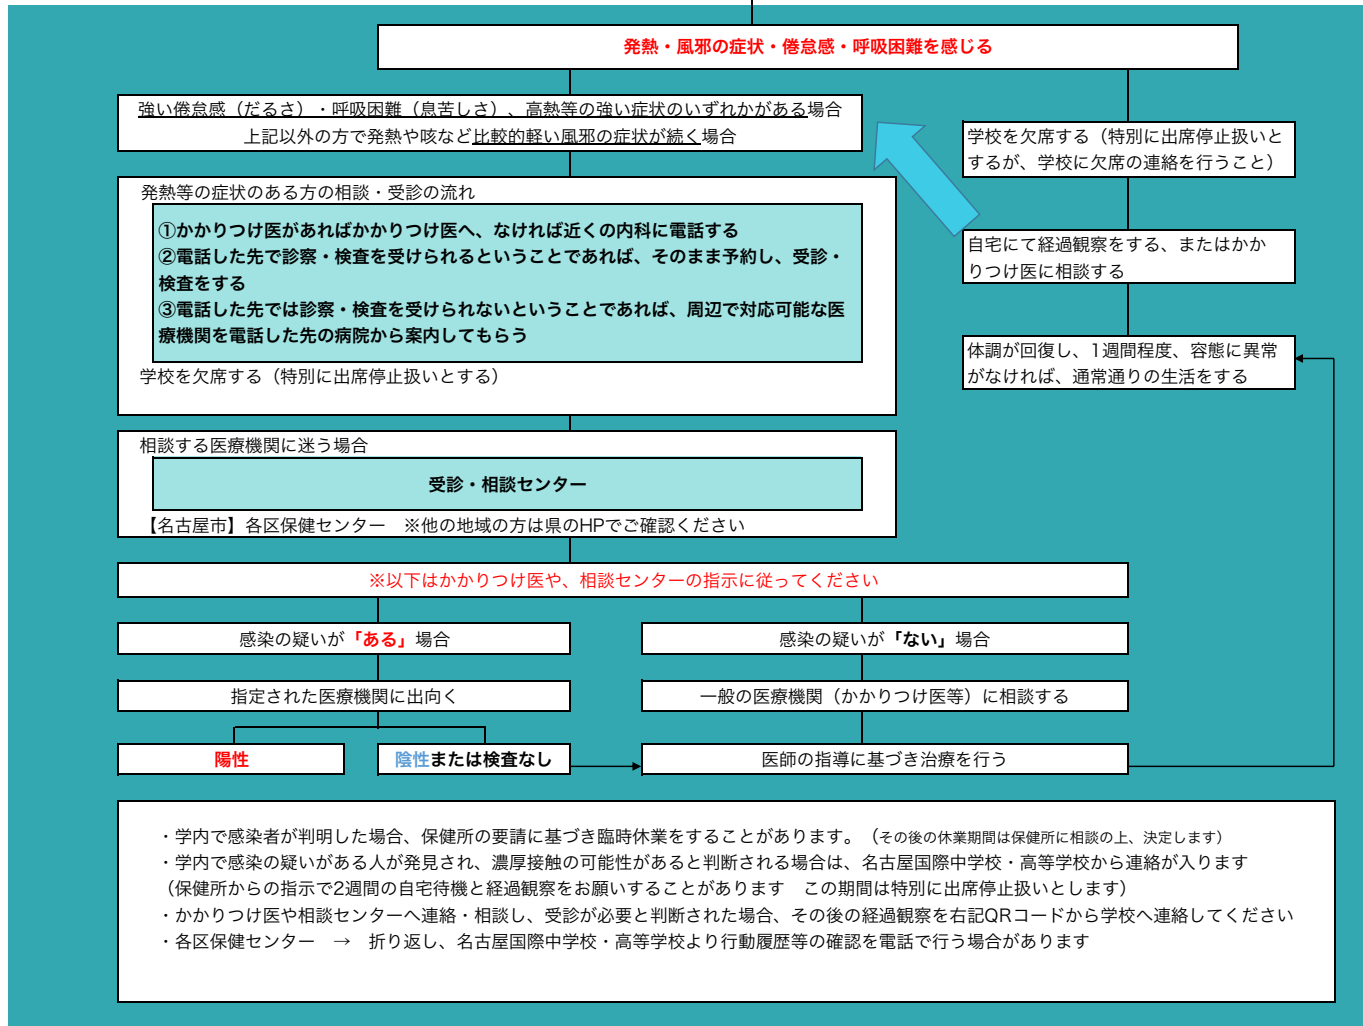 発熱・風邪の症状・倦怠感・呼吸困難を感じる
強い倦怠感（だるさ）・呼吸困難（息苦しさ）、高熱等の強い症状のいずれかがある場合
上記以外の方で発熱や咳など比較的軽い風邪の症状が続く場合
学校を欠席する（特別に出席停止扱いと
するが、学校に欠席の連絡を行うこと）
発熱等の症状のある方の相談・受診の流れ
①かかりつけ医があればかかりつけ医へ、なければ近くの内科に電話する
②電話した先で診察・検査を受けられるということであれば、そのまま予約し、受診・
検査をする
③電話した先では診察・検査を受けられないということであれば、周辺で対応可能な医
療機関を電話した先の病院から案内してもらう
学校を欠席する（特別に出席停止扱いとする）
自宅にて経過観察をする、またはかか
りつけ医に相談する
体調が回復し、1週間程度、容態に異常
がなければ、通常通りの生活をする
相談する医療機関に迷う場合
受診・相談センター
【名古屋市】各区保健センター　※他の地域の方は県のHPでご確認ください
※以下はかかりつけ医や、相談センターの指示に従ってください
感染の疑いが「ある」場合
感染の疑いが「ない」場合
指定された医療機関に出向く
一般の医療機関（かかりつけ医等）に相談する
陽性
陰性または検査なし
医師の指導に基づき治療を行う
・学内で感染者が判明した場合、保健所の要請に基づき臨時休業をすることがあります。（その後の休業期間は保健所に相談の上、決定します）
・学内で感染の疑いがある人が発見され、濃厚接触の可能性があると判断される場合は、名古屋国際中学校・高等学校から連絡が入ります
（保健所からの指示で2週間の自宅待機と経過観察をお願いすることがあります　この期間は特別に出席停止扱いとします）
・かかりつけ医や相談センターへ連絡・相談し、受診が必要と判断された場合、その後の経過観察を右記QRコードから学校へ連絡してください
・各区保健センター　→　折り返し、名古屋国際中学校・高等学校より行動履歴等の確認を電話で行う場合があります